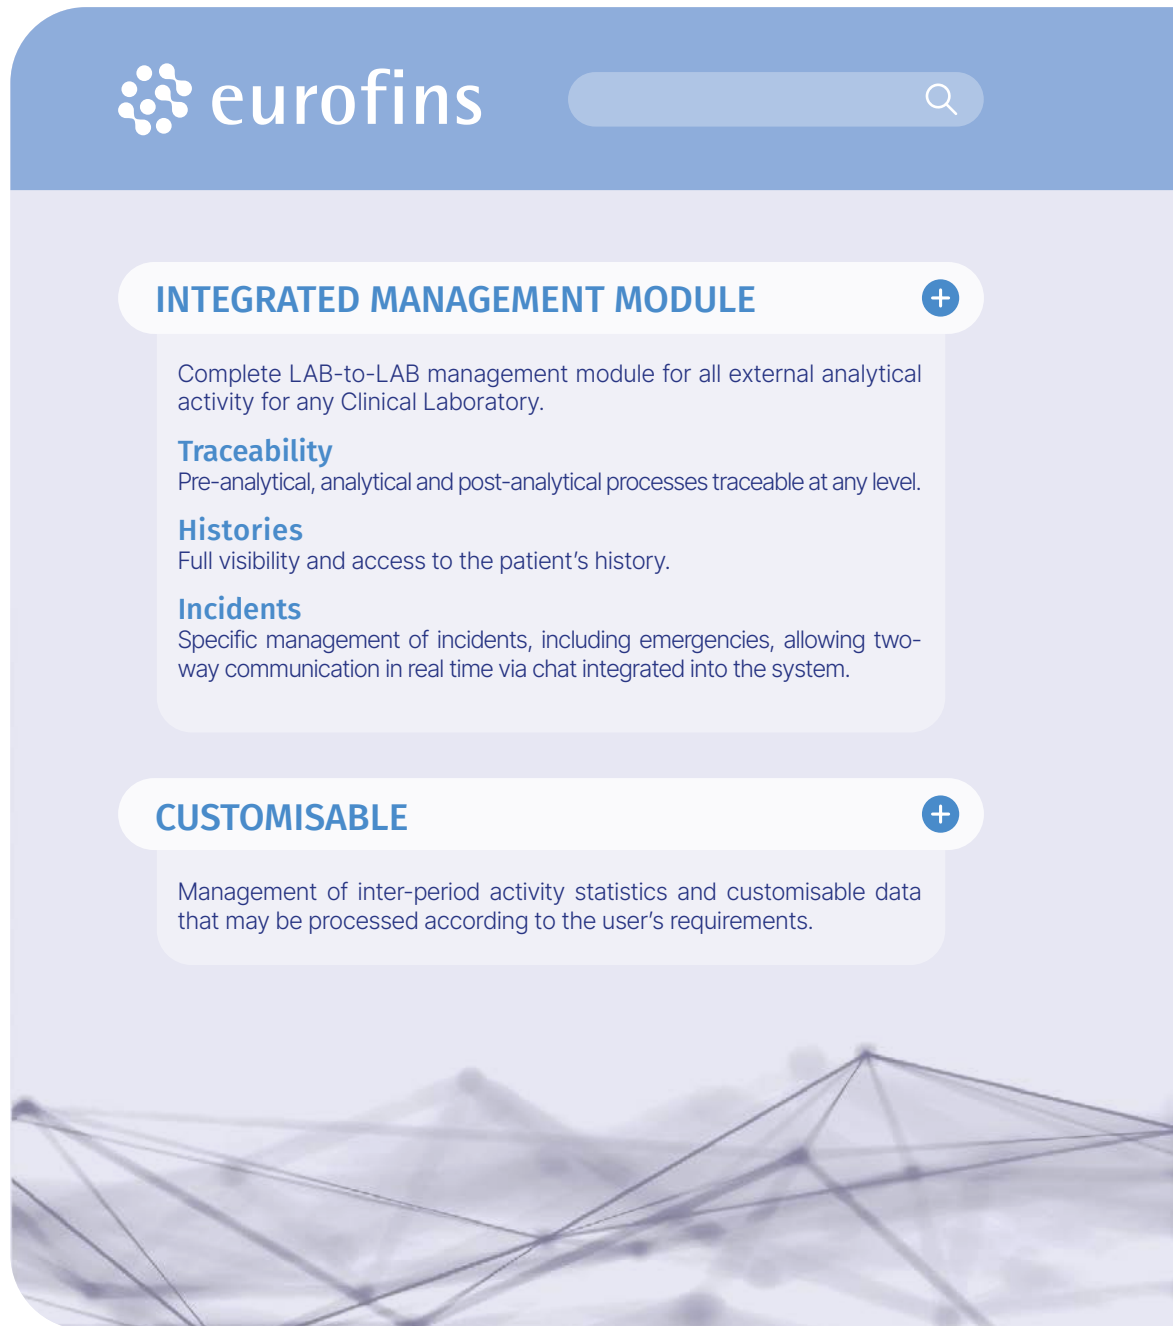 eurofins
INTEGRATED MANAGEMENT MODULE
Complete LAB-to-LAB management module for all external analytical
activity for any Clinical Laboratory.
Traceability
Pre-analytical, analytical and post-analytical processes traceable at any level.
Histories
Full visibility and access to the patient’s history.
Incidents
Specific management of incidents, including emergencies, allowing two-
way communication in real time via chat integrated into the system.
CUSTOMISABLE
Management of inter-period activity statistics and customisable data
that may be processed according to the user’s requirements.